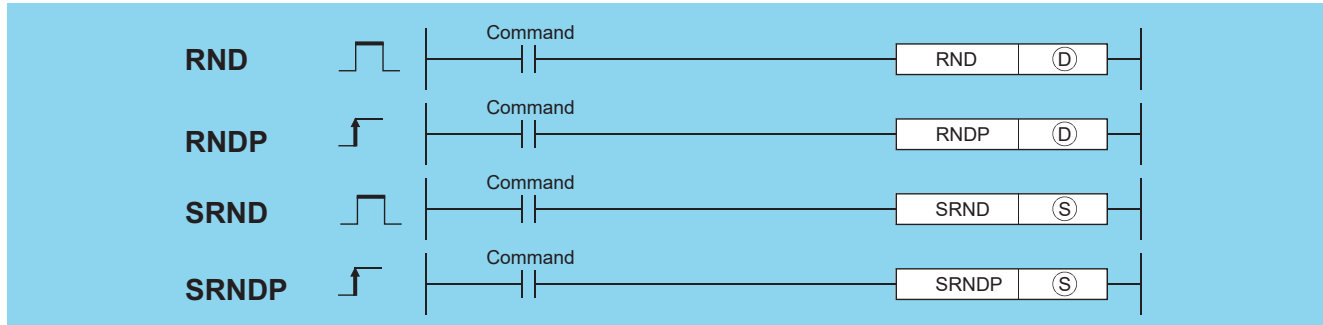 Command
RND RND Ⓓ
Command
RNDP RNDP Ⓓ
Command
SRND SRND Ⓢ
Command
SRNDP SRNDP Ⓢ